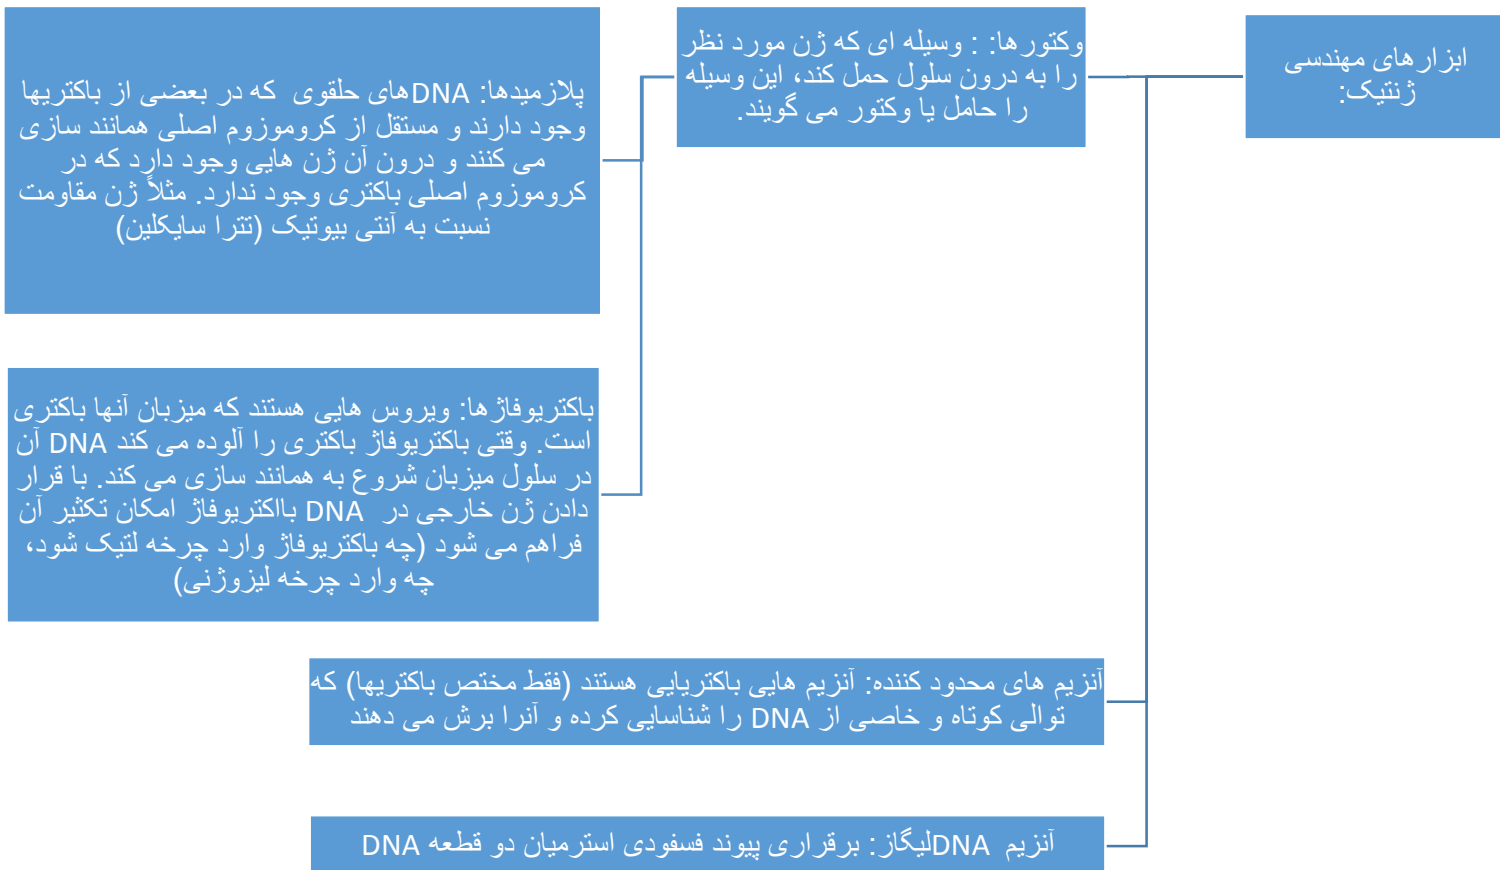 ابزارهای مهندسی
ژنتیک:
وکتورها: : وسیله ای که ژن مورد نظر
را به درون سلول حمل کند، این وسیله
را حامل یا وکتور می گویند.
پلازمیدها: DNAهای حلقوی که در بعضی از باکتریها
وجود دارند و مستقل از کروموزوم اصلی همانند سازی
می کنند و درون آن ژن هایی وجود دارد که در
کروموزوم اصلی باکتری وجود ندارد. مثلاً ژن مقاومت
نسبت به آنتی بیوتیک (تترا سایکلین)
باکتریوفاژها: ویروس هایی هستند که میزبان آنها باکتری
است. وقتی باکتریوفاژ باکتری را آلوده می کند DNA آن
در سلول میزبان شروع به همانند سازی می کند. با قرار
دادن ژن خارجی در DNA بااکتریوفاژ امکان تکثیر آن
فراهم می شود (چه باکتریوفاژ وارد چرخه لتیک شود،
چه وارد چرخه لیزوژنی)
آنزیم های محدود کننده: آنزیم هایی باکتریایی هستند (فقط مختص باکتریها) که
توالی کوتاه و خاصی از DNA را شناسایی کرده و آنرا برش می دهند
آنزیم DNAلیگاز: برقراری پیوند فسفودی استرمیان دو قطعه DNA